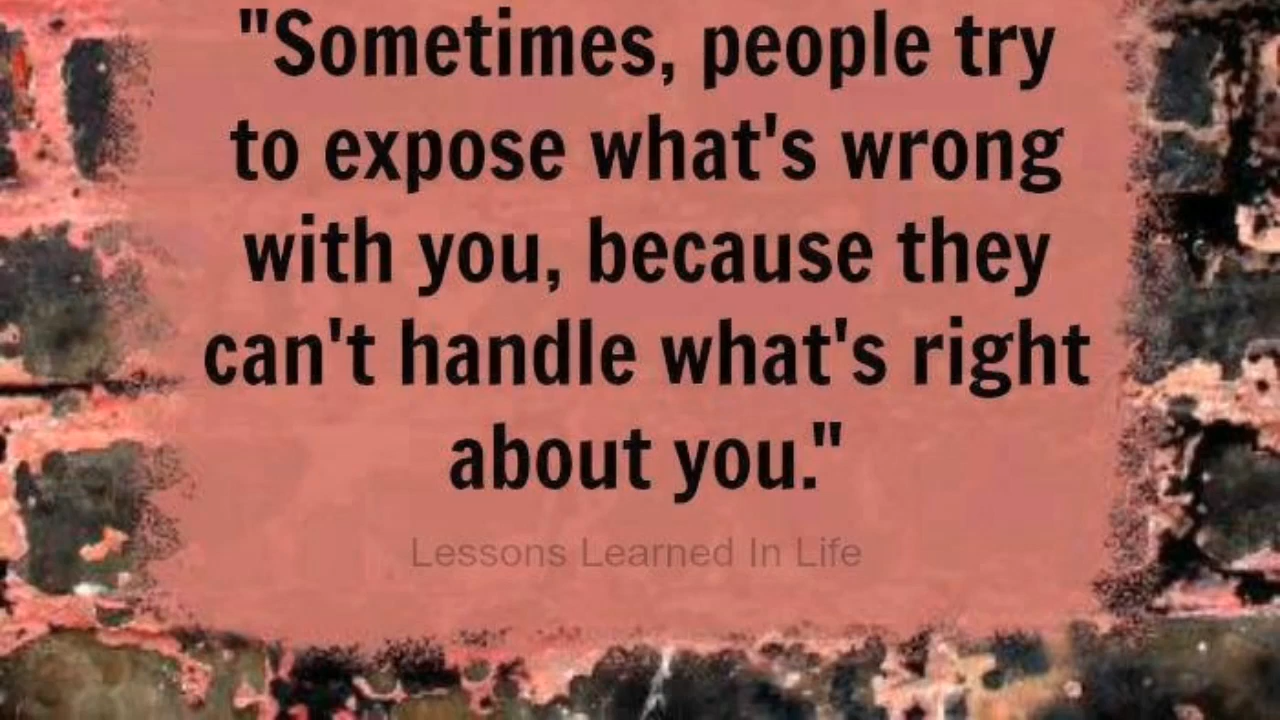 "Sometimes, people try
to expose what's wrong
with you, because they
can't handle what's right
about you."
Lessons Learned In Life